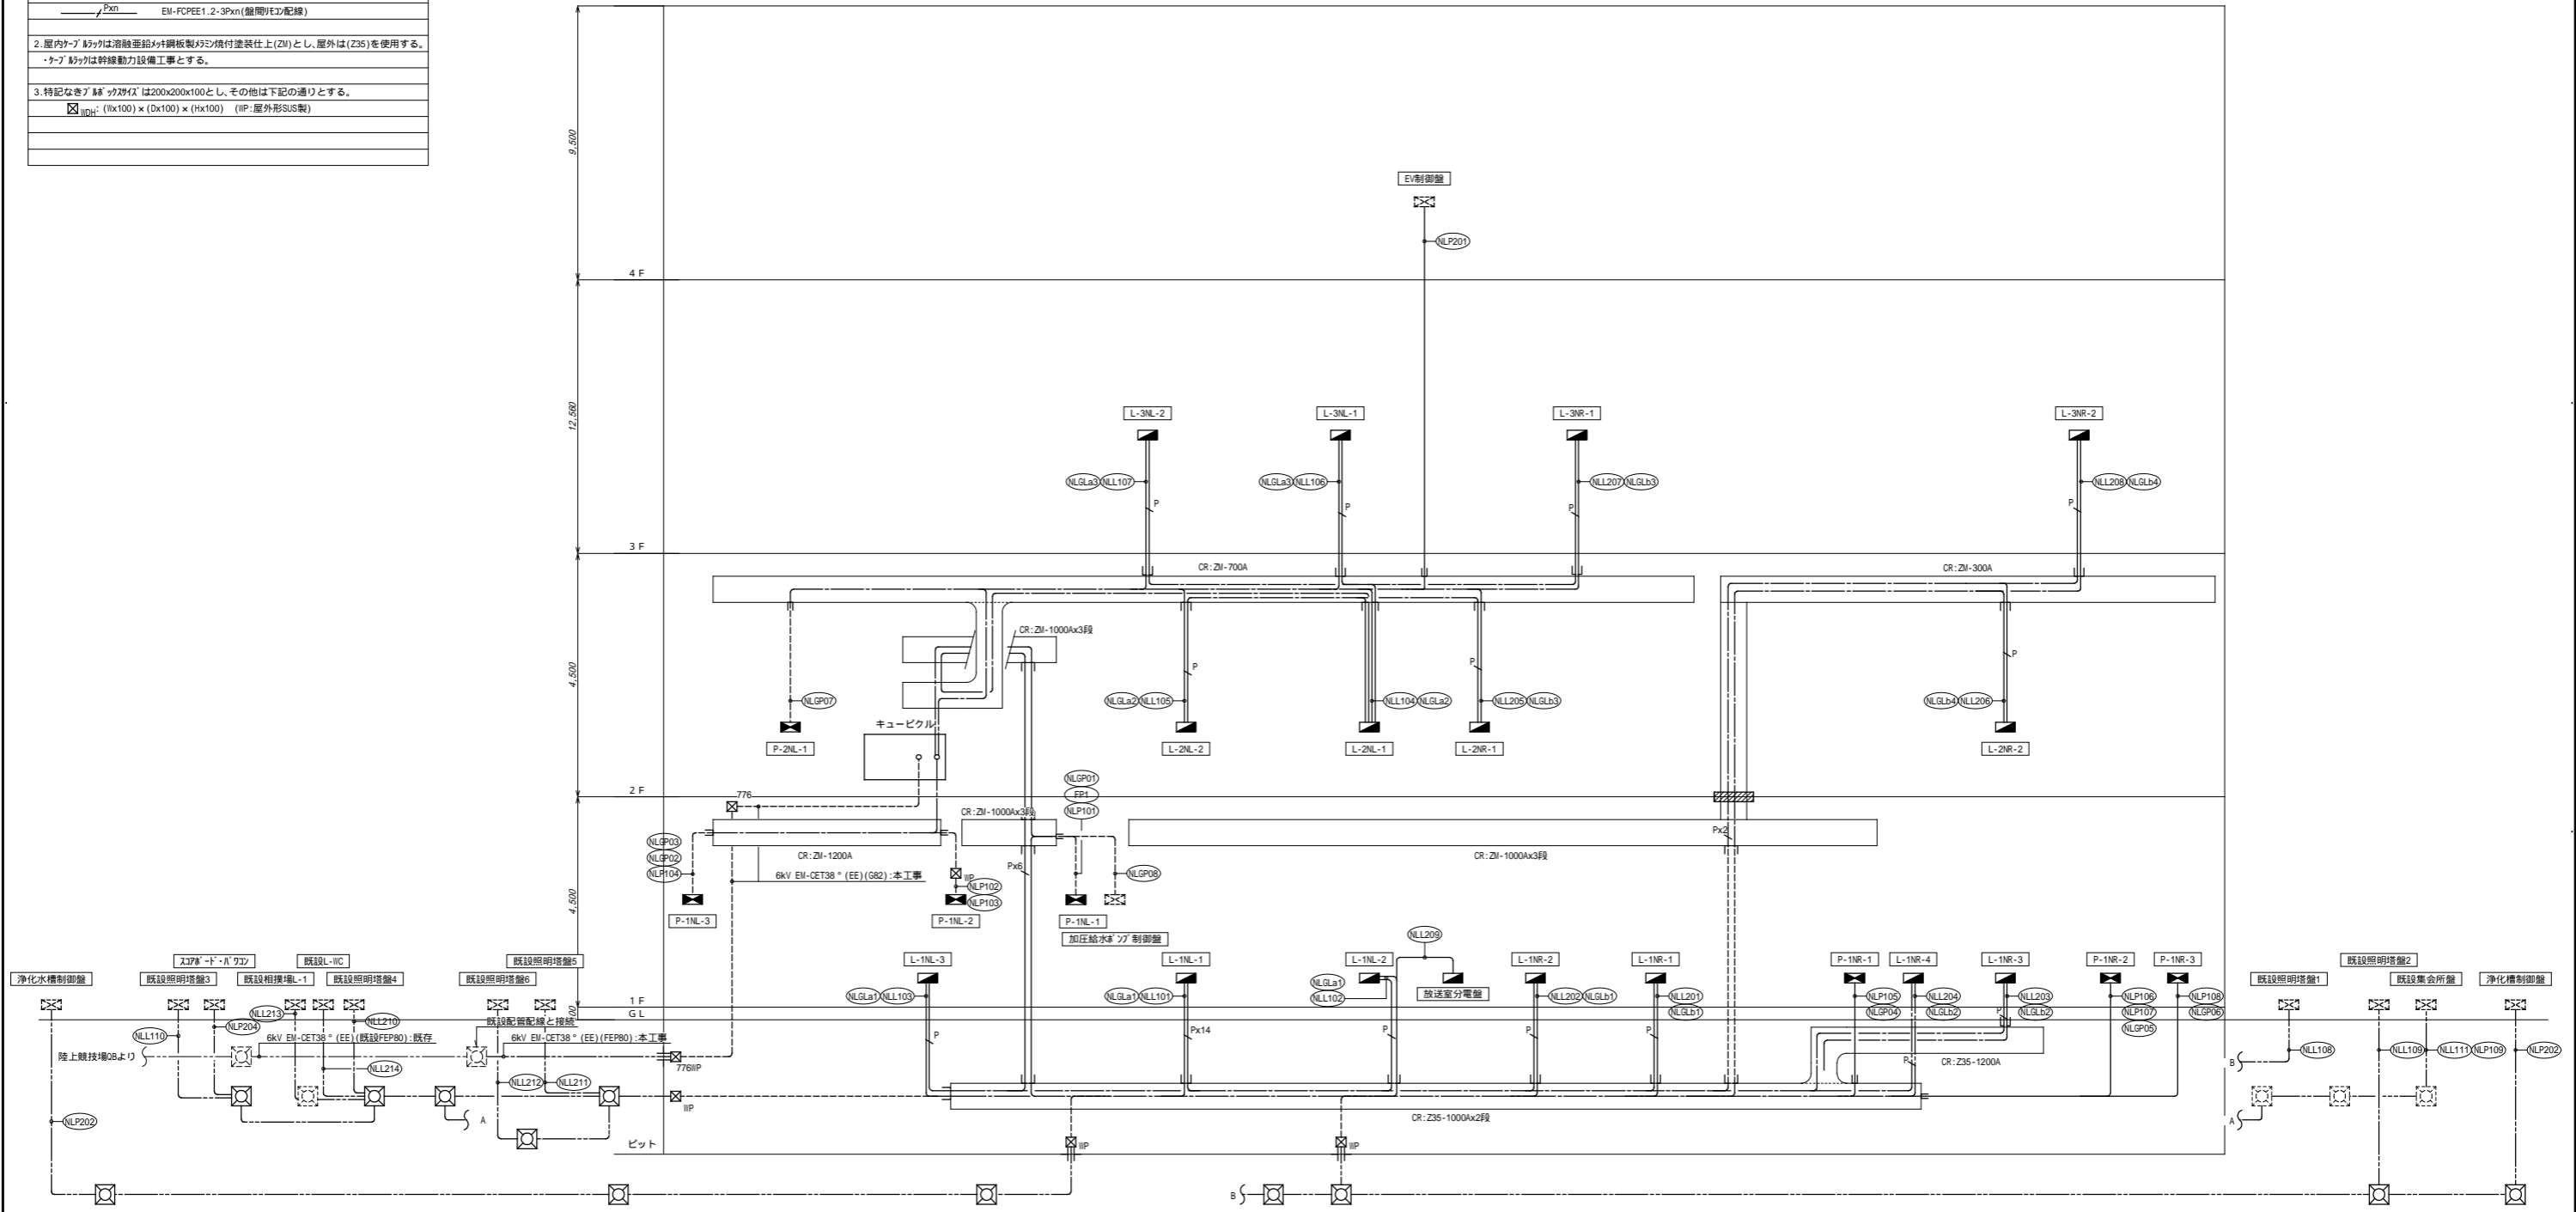 Pxn EM-FCPEE1.2-3Pxn(盤間ﾘﾓｺﾝ配線)
2.屋内ｹｰﾌﾞﾙﾗｯｸは溶融亜鉛ﾒｯｷ鋼板製ﾒﾗﾐﾝ焼付塗装仕上(ZM)とし､屋外は(Z35)を使用する｡
・ｹｰﾌﾞﾙﾗｯｸは幹線動力設備工事とする｡
3.特記なきﾌﾟﾙﾎﾞｯｸｽｻｲｽﾞは200x200x100とし､その他は下記の通りとする｡
WDH: (Wx100)×(Dx100)×(Hx100) (WP:屋外形SUS製)
9,500
EV制御盤
NLP201
4F
12,560
L-3NL-2 L-3NL-1 L-3NR-1 L-3NR-2
NLGLa3 NLL107 NLGLa3 NLL106 NLL207 NLGLb3 NLL208 NLGLb4
P P P P
3F
CR:ZM-700A CR:ZM-300A
4,500
CR:ZM-1000Ax3段
P P P
NLGP07 NLGLa2 NLL105 NLL104 NLGLa2 NLL205 NLGLb3 NLGLb4 NLL206
キュービクル
P-2NL-1 L-2NL-2 L-2NL-1 L-2NR-1 L-2NR-2
2F
776
NLGP01
FP1
NLP101
CR:ZM-1000Ax3段
4,500
NLGP03
NLGP02
NLP104
CR:ZM-1200A
Px6
Px2
CR:ZM-1000Ax3段
6kV EM-CET38°(EE)(G82):本工事
WP
NLP102
NLP103
NLGP08
P-1NL-3 P-1NL-2 P-1NL-1
加圧給水ﾎﾟﾝﾌﾟ制御盤
NLL209
L-1NL-3 L-1NL-1 L-1NL-2 L-1NR-2 L-1NR-1 P-1NR-1 L-1NR-4 L-1NR-3 P-1NR-2 P-1NR-3
放送室分電盤
NLGLa1 NLL103 NLGLa1 NLL101
NLGLa1
NLL102
NLL202 NLGLb1
NLL201
NLGLb1
NLP105
NLGP04
NLL204
NLGLb2
NLL203
NLGLb2
NLP106
NLP107
NLGP05
NLP108
NLGP06
P Px14 P P P P P
1F
GL
浄化水槽制御盤
ｽｺｱﾎﾞｰﾄﾞ・ﾊﾟﾜｺﾝ
既設照明塔盤3
既設L-WC
既設相撲場L-1
既設照明塔盤4
既設照明塔盤5
既設照明塔盤6
NLL110
NLP204
NLL213
NLL210
既設配管配線と接続
陸上競技場QBより
6kV EM-CET38°(EE)(既設FEP80):既存
6kV EM-CET38°(EE)(FEP80):本工事
776WP
NLL214
NLL212
NLL211
WP
NLP202
A
ピット
CR:Z35-1200A
CR:Z35-1000Ax2段
WP
WP
既設照明塔盤2
既設照明塔盤1
既設集会所盤
浄化槽制御盤
B
NLL108
NLL109
NLL111
NLP109
NLP202
A
B